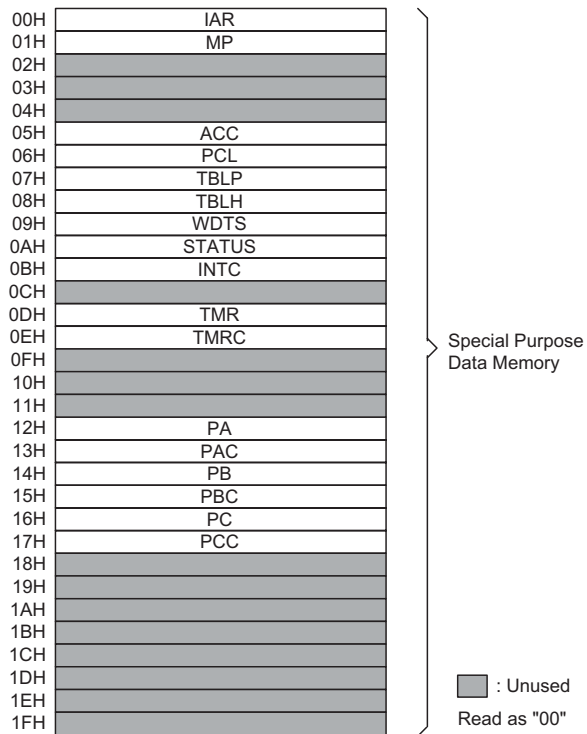 00H IAR
01H MP
02H
03H
04H
05H ACC
06H PCL
07H TBLP
08H TBLH
09H WDTS
0AH STATUS
0BH INTC
0CH
0DH TMR
0EH TMRC
0FH
10H
11H
12H PA
13H PAC
14H PB
15H PBC
16H PC
17H PCC
18H
19H
1AH
1BH
1CH
1DH
1EH
1FH
Special Purpose
Data Memory
: Unused
Read as "00"